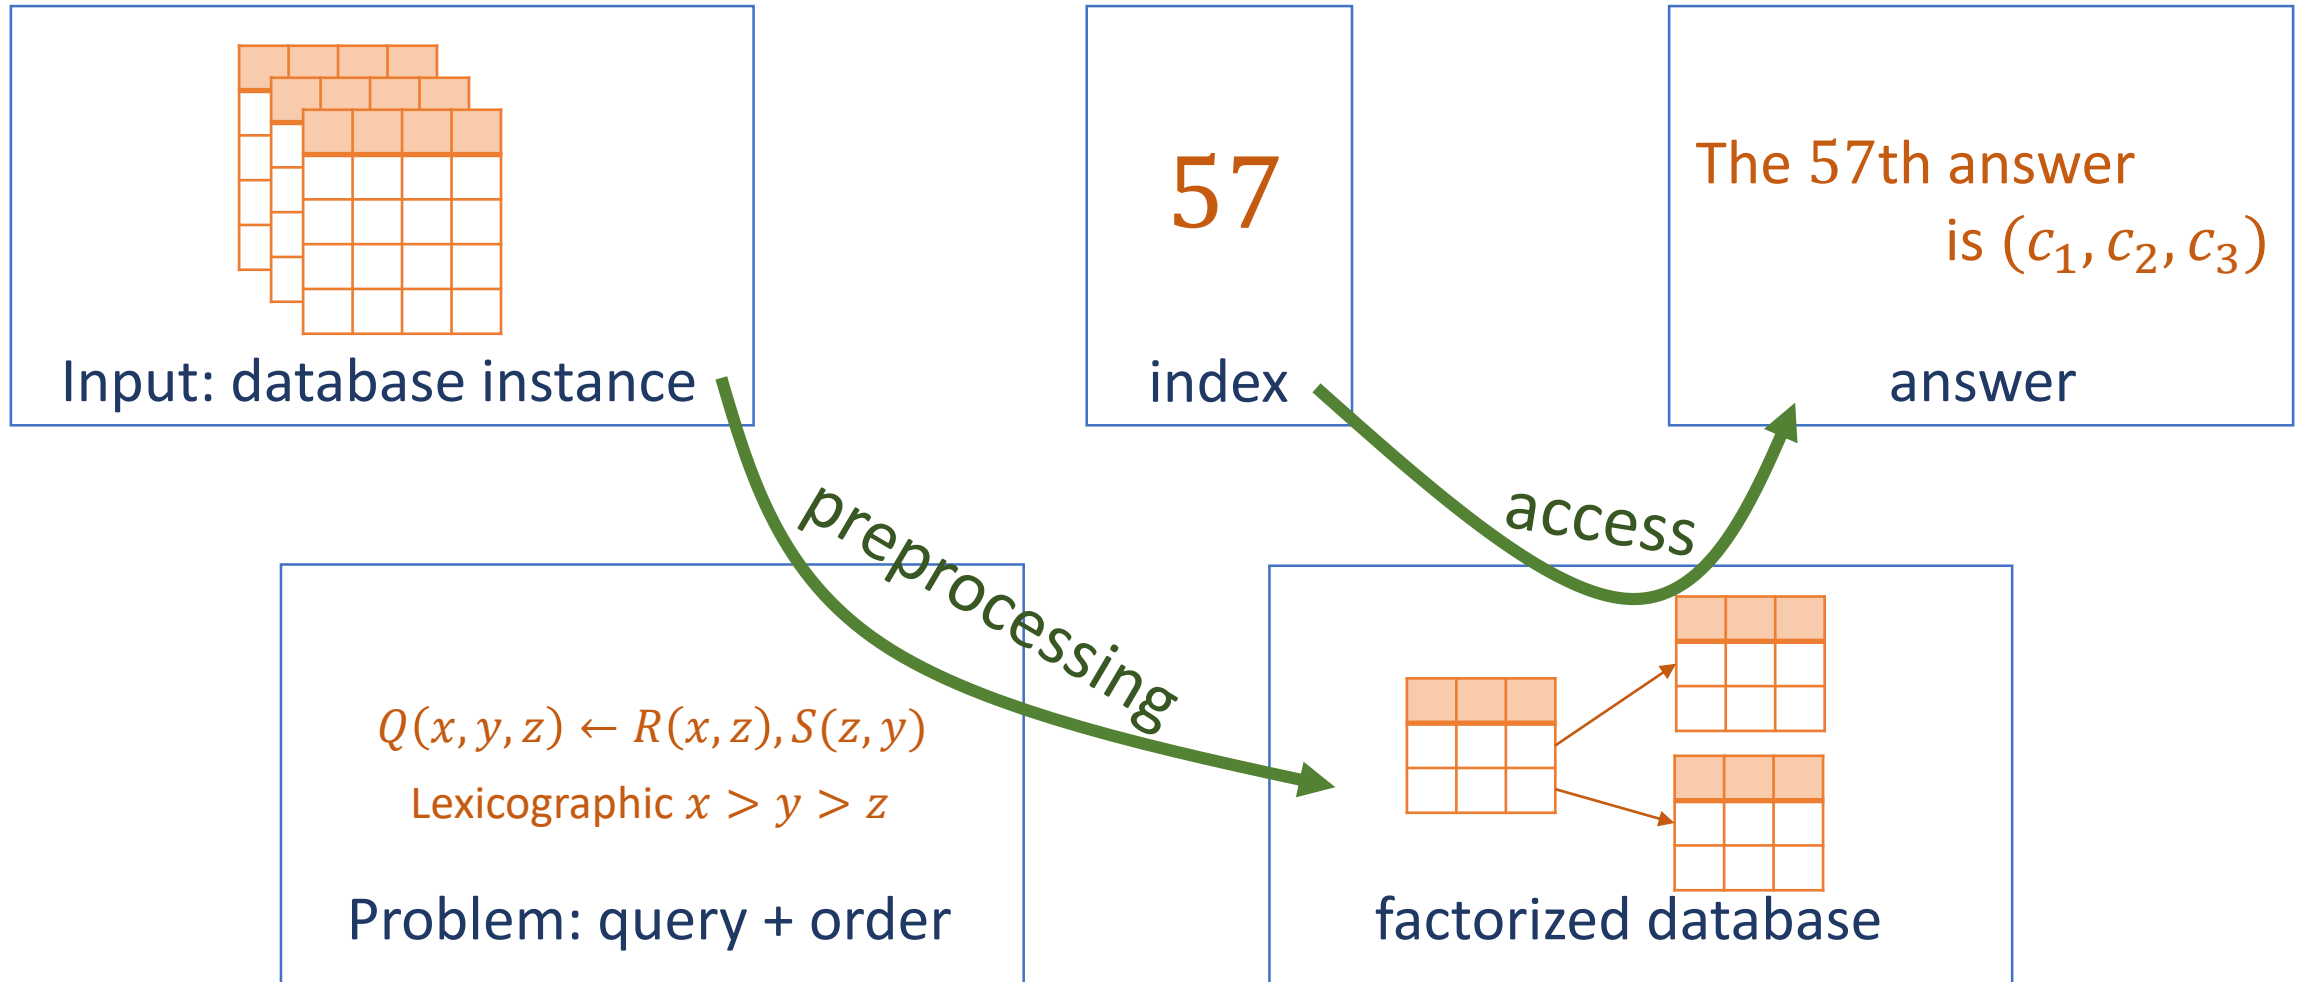 Input: database instance
57
index
The 57th answer
is (c₁, c₂, c₃)
answer
preprocessing
access
Q(x, y, z) ← R(x, z), S(z, y)
Lexicographic x > y > z
Problem: query + order
factorized database